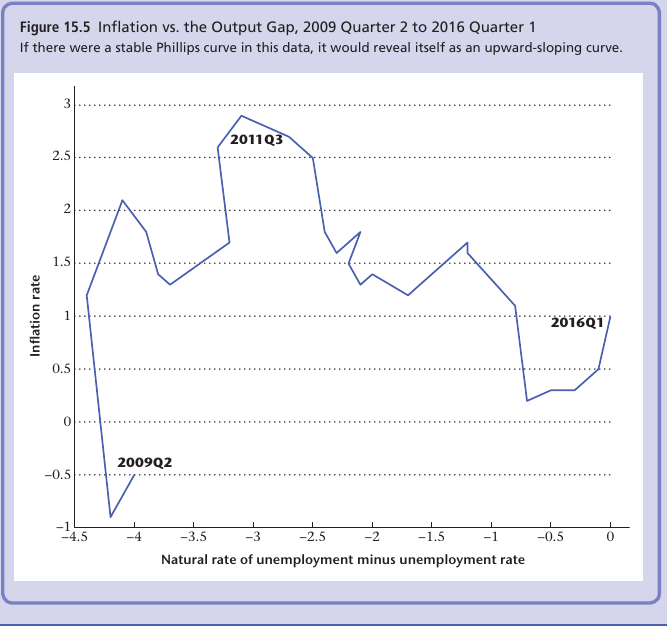 Figure 15.5 Inflation vs. the Output Gap, 2009 Quarter 2 to 2016 Quarter 1
If there were a stable Phillips curve in this data, it would reveal itself as an upward-sloping curve.
3
2011Q3
2.5
2
1.5
Inflation rate
1
2016Q1
0.5
0
2009Q2
−0.5
−1
−4.5 −4 −3.5 −3 −2.5 −2 −1.5 −1 −0.5 0
Natural rate of unemployment minus unemployment rate